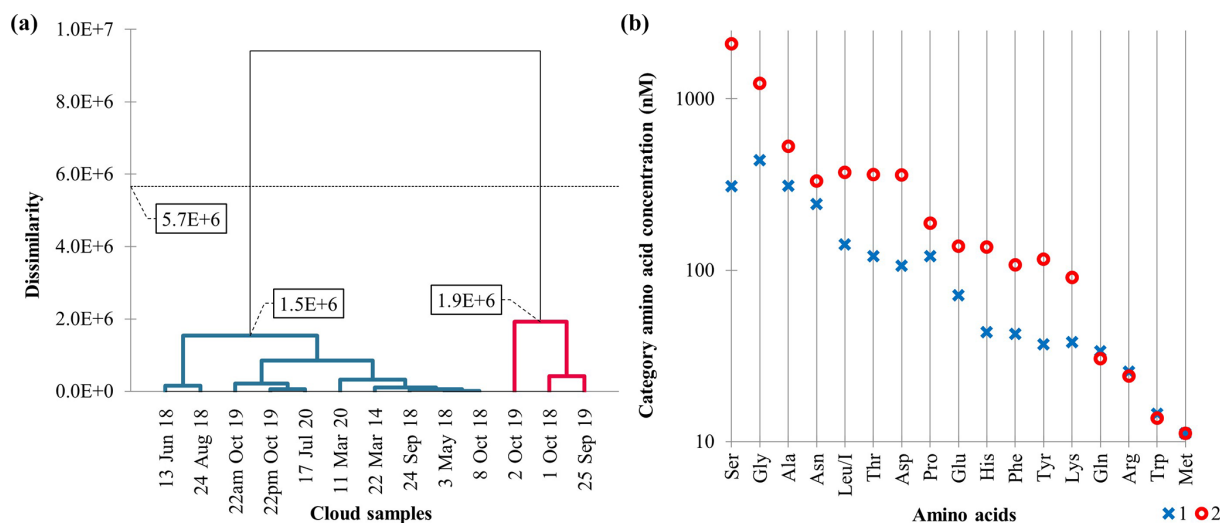 (a)
1.0E+7
8.0E+6
6.0E+6
4.0E+6
2.0E+6
0.0E+0
Dissimilarity
5.7E+6
1.5E+6
1.9E+6
13 Jun 18
24 Aug 18
22am Oct 19
22pm Oct 19
17 Jul 20
11 Mar 20
22 Mar 14
24 Sep 18
3 May 18
8 Oct 18
2 Oct 19
1 Oct 18
25 Sep 19
Cloud samples
(b)
Category amino acid concentration (nM)
1000
100
10
Ser
Gly
Ala
Asn
Leu/I
Thr
Asp
Pro
Glu
His
Phe
Tyr
Lys
Gln
Arg
Trp
Met
Amino acids
1
2